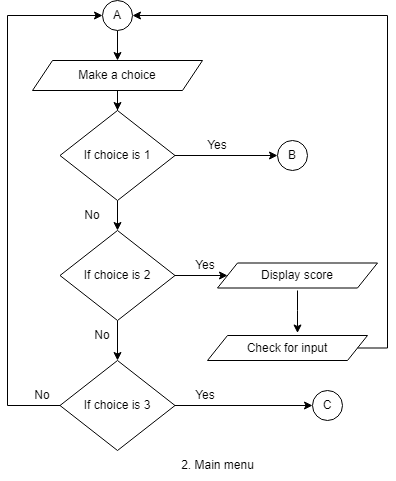 A
Make a choice
If choice is 1
Yes
B
No
If choice is 2
Yes
Display score
No
Check for input
If choice is 3
No
Yes
C
2. Main menu